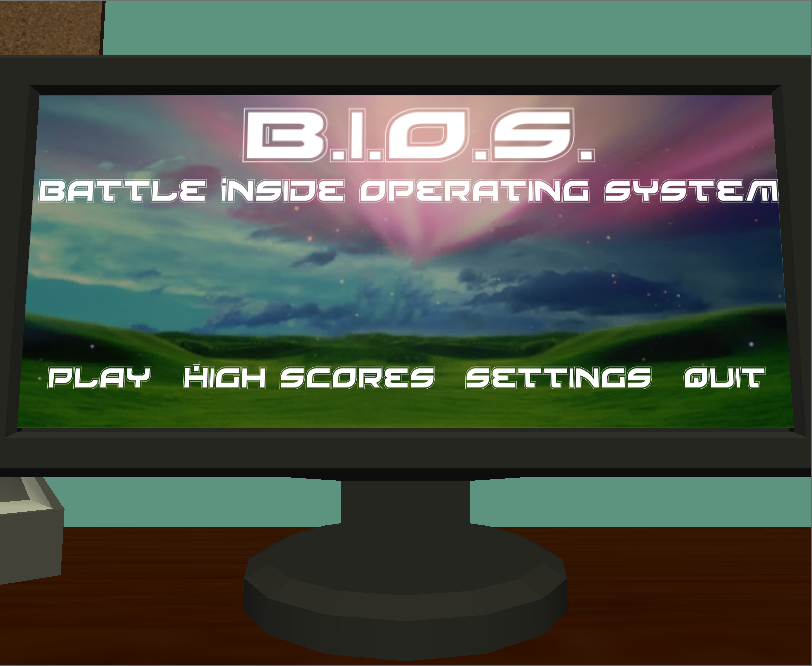 B.I.O.S.
BATTLE INSIDE OPERATING SYSTEM
PLAY HIGH SCORES SETTINGS QUIT